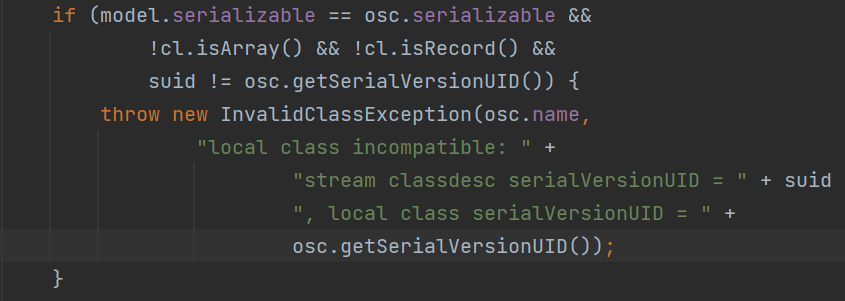 if (model.serializable == osc.serializable &&
!cl.isArray() && !cl.isRecord() &&
suid != osc.getSerialVersionUID()) {
throw new InvalidClassException(osc.name,
"local class incompatible: " +
"stream classdesc serialVersionUID = " + suid
", local class serialVersionUID = " +
osc.getSerialVersionUID());
}